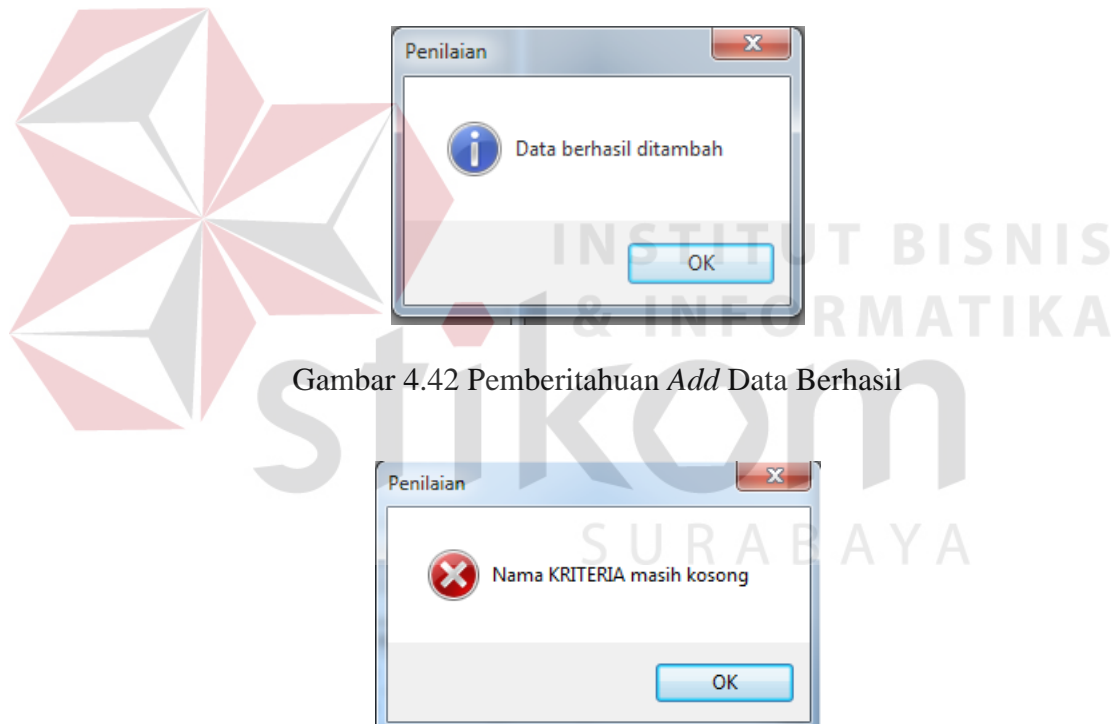 Penilaian
Data berhasil ditambah
OK
INSTITUT BISNIS
& INFORMATIKA
Gambar 4.42 Pemberitahuan Add Data Berhasil
stikom
Penilaian
SURABAYA
Nama KRITERIA masih kosong
OK